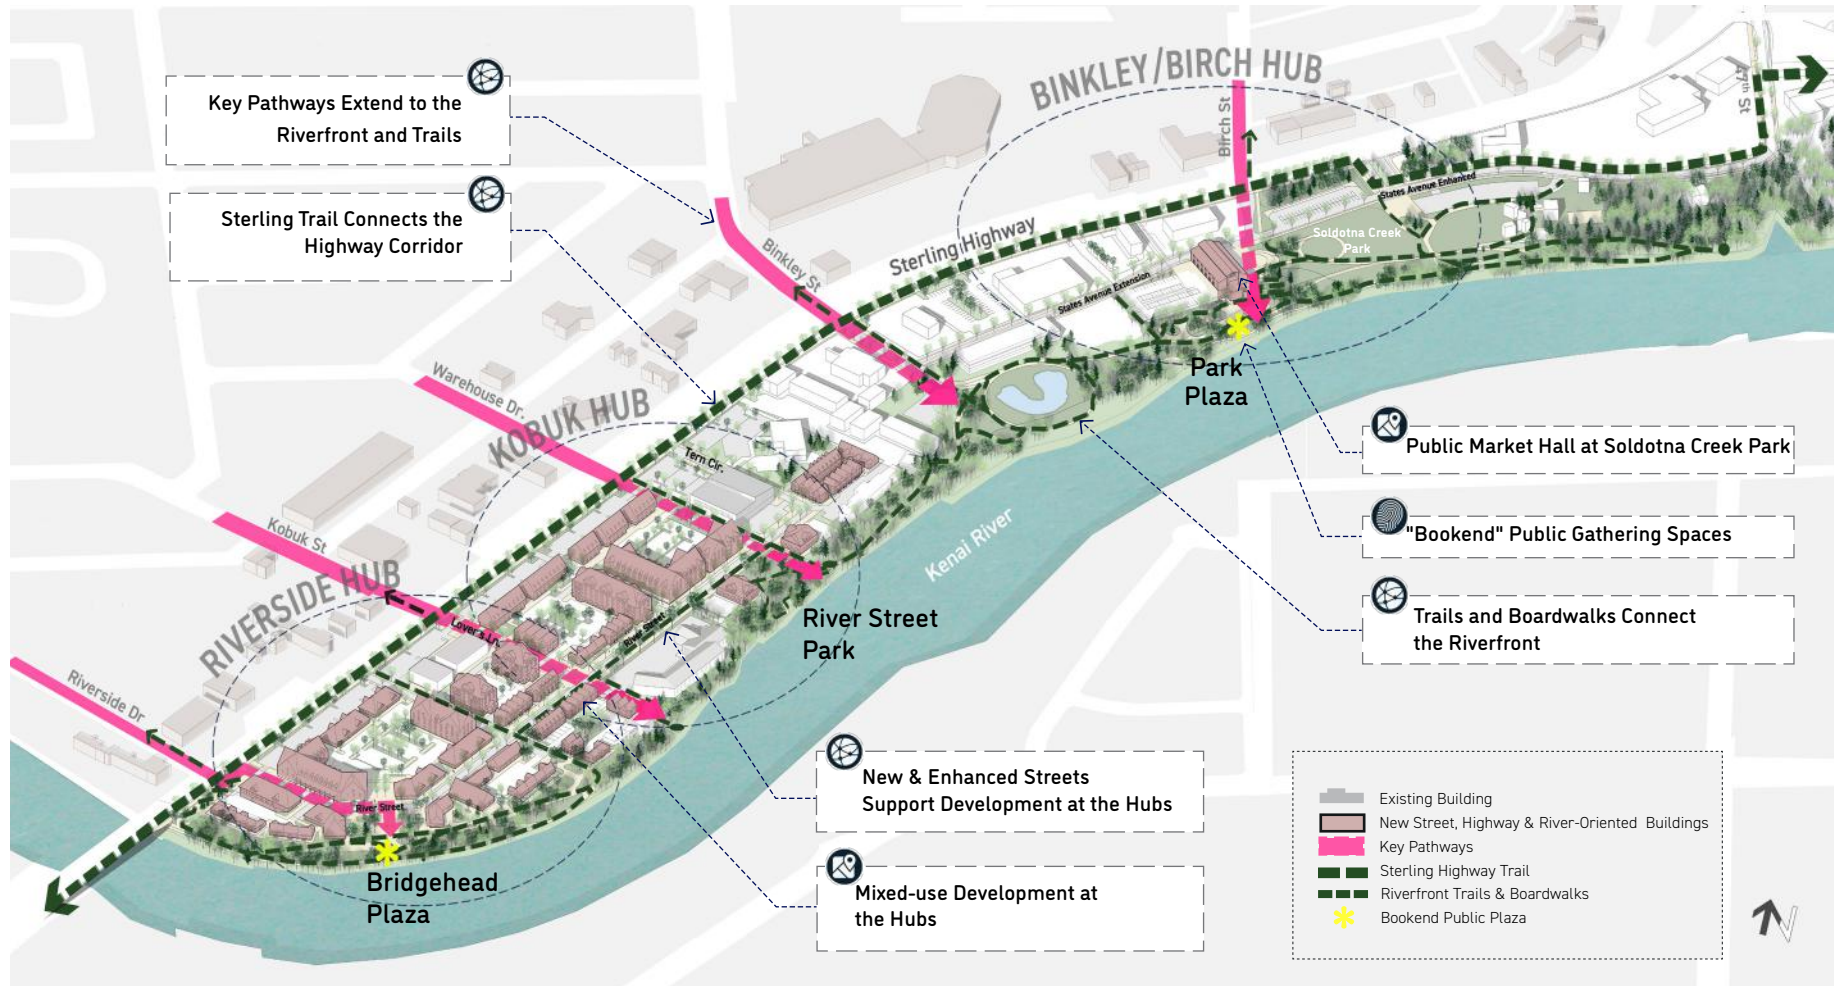 BINKLEY/BIRCH HUB
Key Pathways Extend to the
Riverfront and Trails
Sterling Trail Connects the
Highway Corridor
Birch St
47th St
States Avenue Enhanced
Soldotna Creek
Park
Sterling Highway
Binkley St
States Avenue Extension
Park
Plaza
Warehouse Dr.
KOBUK HUB
Tern Cir.
Public Market Hall at Soldotna Creek Park
"Bookend" Public Gathering Spaces
Kobuk St
Kenai River
RIVERSIDE HUB
Lover's Ln.
River Street
River Street
Park
Trails and Boardwalks Connect
the Riverfront
Riverside Dr
River Street
New & Enhanced Streets
Support Development at the Hubs
Bridgehead
Plaza
Mixed-use Development at
the Hubs
Existing Building
New Street, Highway & River-Oriented Buildings
Key Pathways
Sterling Highway Trail
Riverfront Trails & Boardwalks
Bookend Public Plaza
N